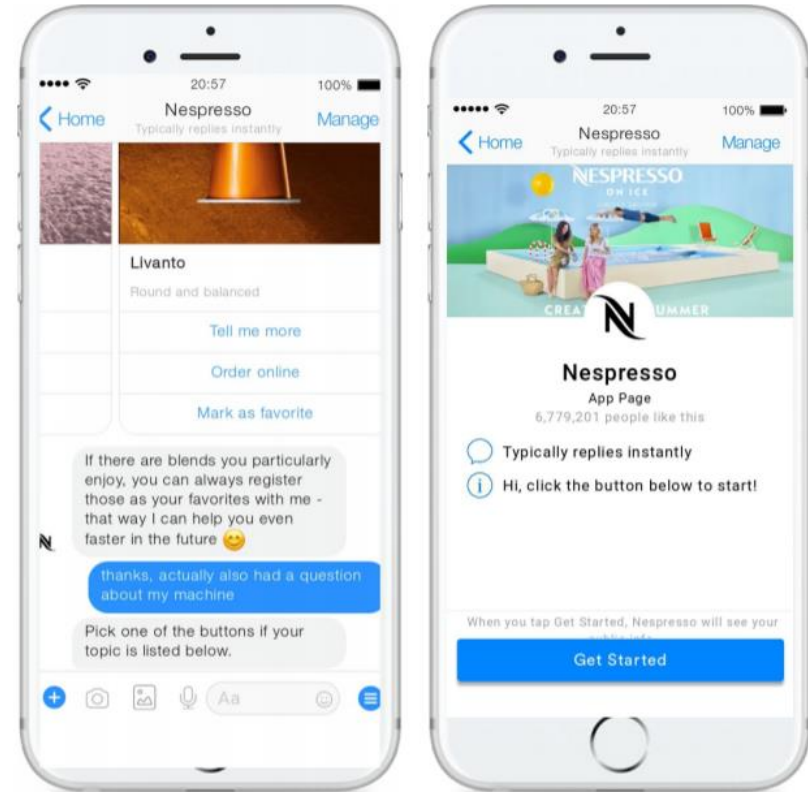 20:57
100%
Home
Nespresso
Manage
Typically replies instantly
Livanto
Round and balanced
Tell me more
Order online
Mark as favorite
If there are blends you particularly
enjoy, you can always register
those as your favorites with me -
that way I can help you even
faster in the future 😊
N
thanks, actually also had a question
about my machine
Pick one of the buttons if your
topic is listed below.
Aa
20:57
100%
Home
Nespresso
Manage
Typically replies instantly
NESPRESSO
ON ICE
CREAT
UMMER
N
Nespresso
App Page
6,779,201 people like this
Typically replies instantly
Hi, click the button below to start!
When you tap Get Started, Nespresso will see your
public info
Get Started